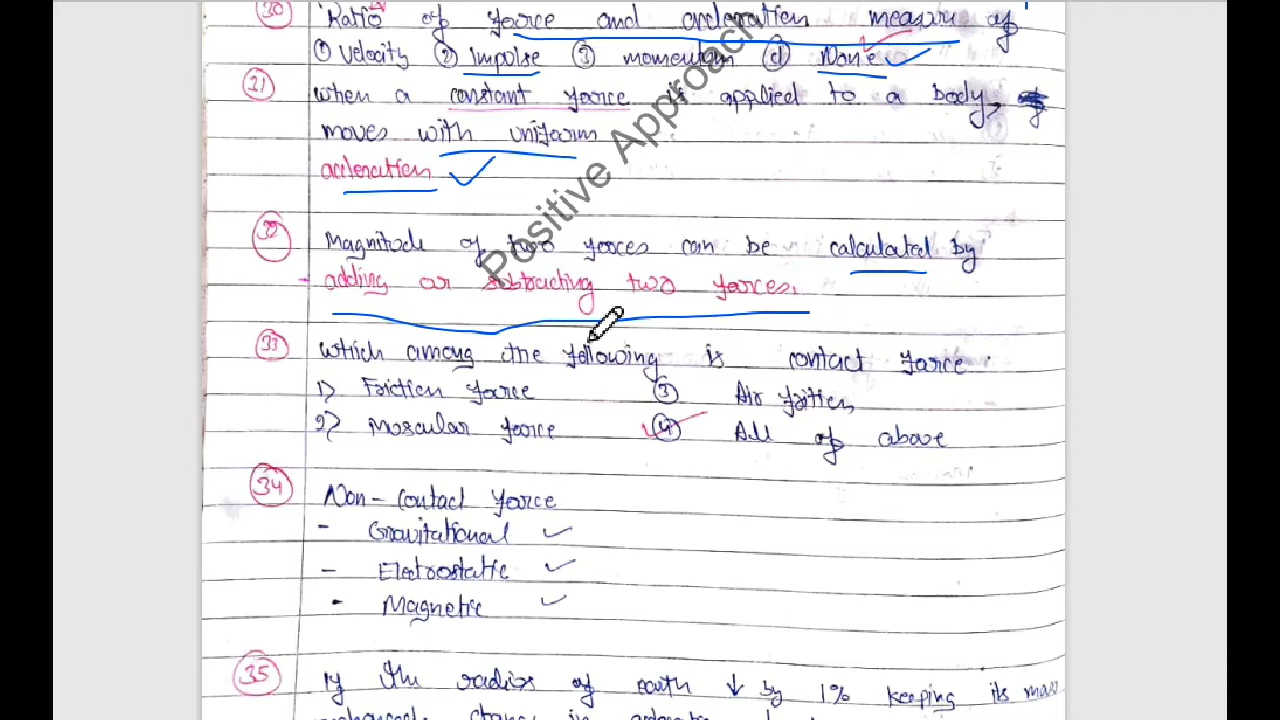 30 Ratio of force and accleration measure of
① Velocity ② Impulse ③ momentum ④ None
31 when a constant force is applied to a body,
moves with uniform
accleration
32 Magnitude of two forces can be calculated by
adding or subtracting two forces.
33 which among the following is contact force
1) Friction force ③ Air friction
2) Moscular force ④ All of above
34 Non-Contact force
- Gravitational
- Electrostatic
- Magnetic
35 If the radius of earth ↓ by 1% keeping its mass
Positive Approach